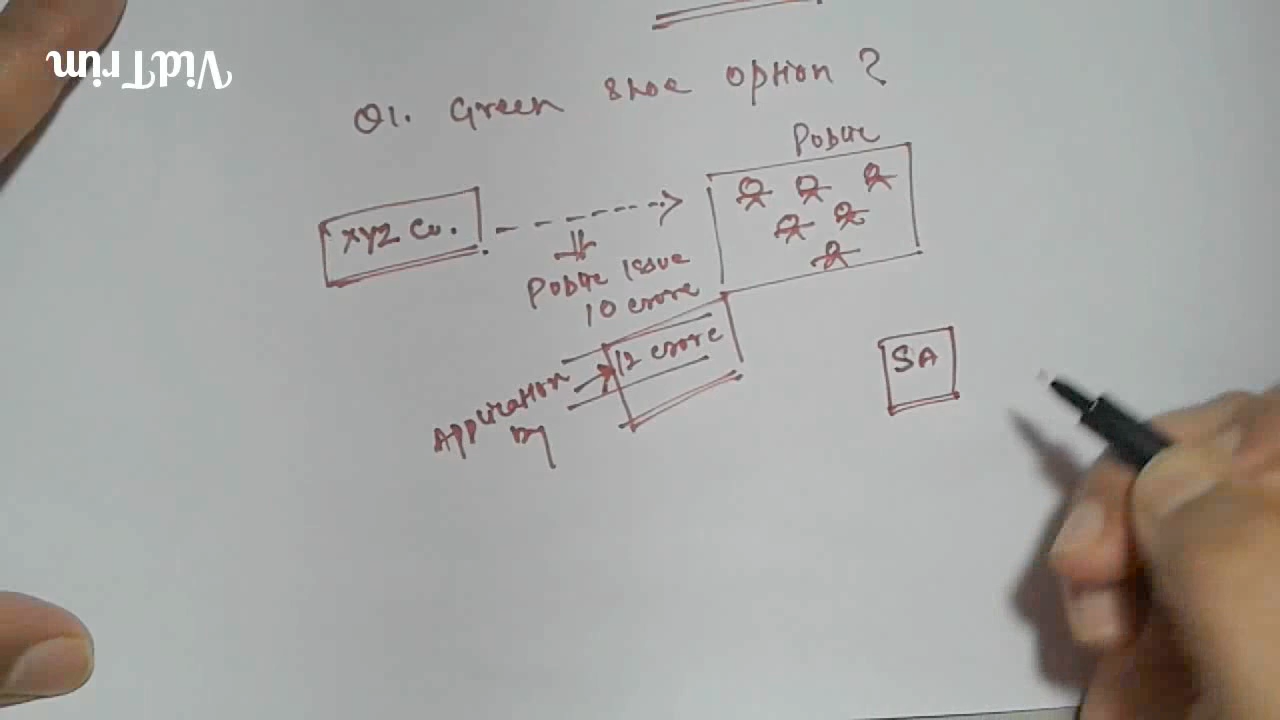 VidTrim
Q1. Green Shoe Option ?
Public
XYZ Co.
Public issue
10 crore
12 crore
Application
by
SA